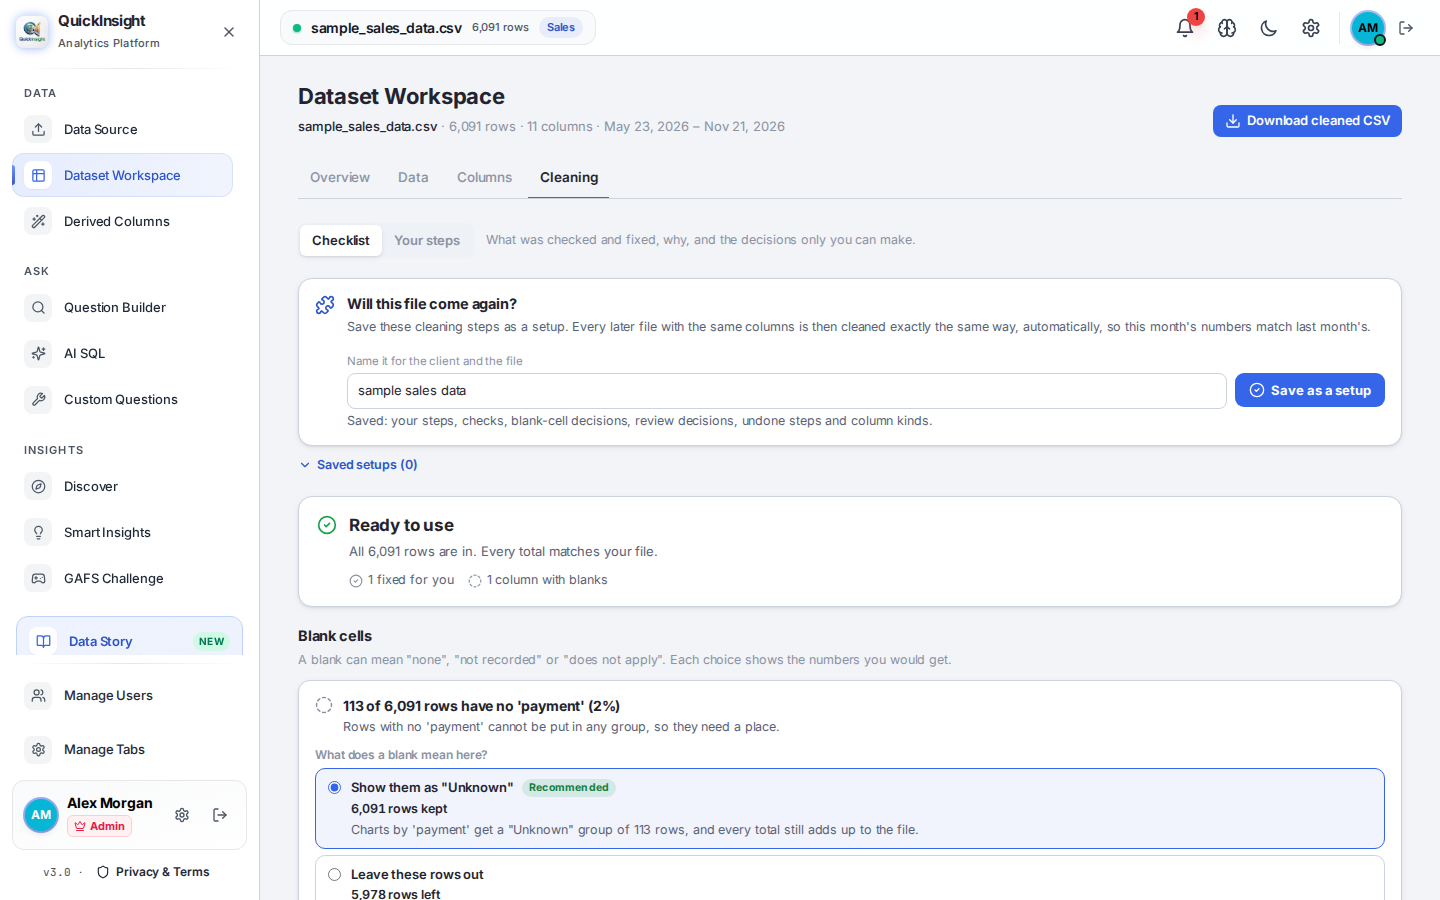 QuickInsight
Analytics Platform
DATA
Data Source
Dataset Workspace
Derived Columns
ASK
Question Builder
AI SQL
Custom Questions
INSIGHTS
Discover
Smart Insights
GAFS Challenge
Data Story NEW
Manage Users
Manage Tabs
AM Alex Morgan
Admin
v3.0 · Privacy & Terms
sample_sales_data.csv 6,091 rows Sales
1
AM
Dataset Workspace
sample_sales_data.csv · 6,091 rows · 11 columns · May 23, 2026 – Nov 21, 2026
Download cleaned CSV
Overview Data Columns Cleaning
Checklist Your steps What was checked and fixed, why, and the decisions only you can make.
Will this file come again?
Save these cleaning steps as a setup. Every later file with the same columns is then cleaned exactly the same way, automatically, so this month's numbers match last month's.
Name it for the client and the file
sample sales data
Save as a setup
Saved: your steps, checks, blank-cell decisions, review decisions, undone steps and column kinds.
Saved setups (0)
Ready to use
All 6,091 rows are in. Every total matches your file.
1 fixed for you 1 column with blanks
Blank cells
A blank can mean "none", "not recorded" or "does not apply". Each choice shows the numbers you would get.
113 of 6,091 rows have no 'payment' (2%)
Rows with no 'payment' cannot be put in any group, so they need a place.
What does a blank mean here?
Show them as "Unknown" Recommended
6,091 rows kept
Charts by 'payment' get a "Unknown" group of 113 rows, and every total still adds up to the file.
Leave these rows out
5,978 rows left